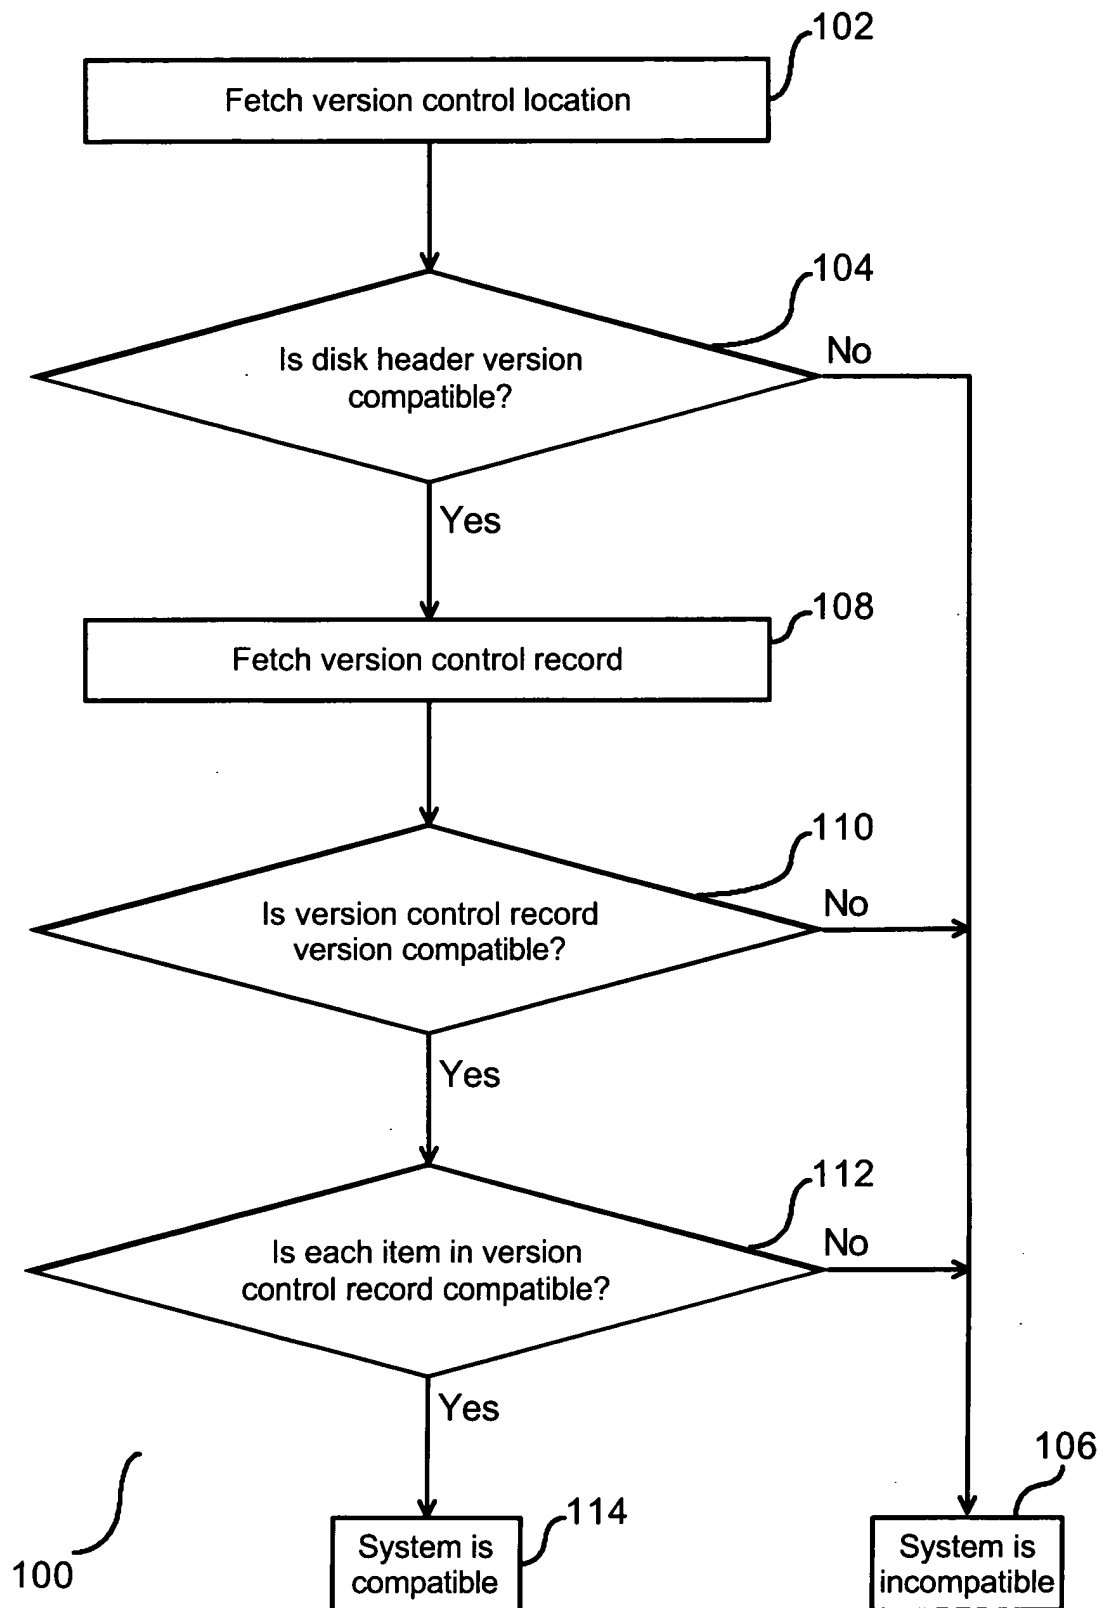 102
Fetch version control location
104
Is disk header version
compatible?
No
Yes
108
Fetch version control record
110
Is version control record
version compatible?
No
Yes
112
Is each item in version
control record compatible?
No
Yes
100
114
System is
compatible
106
System is
incompatible